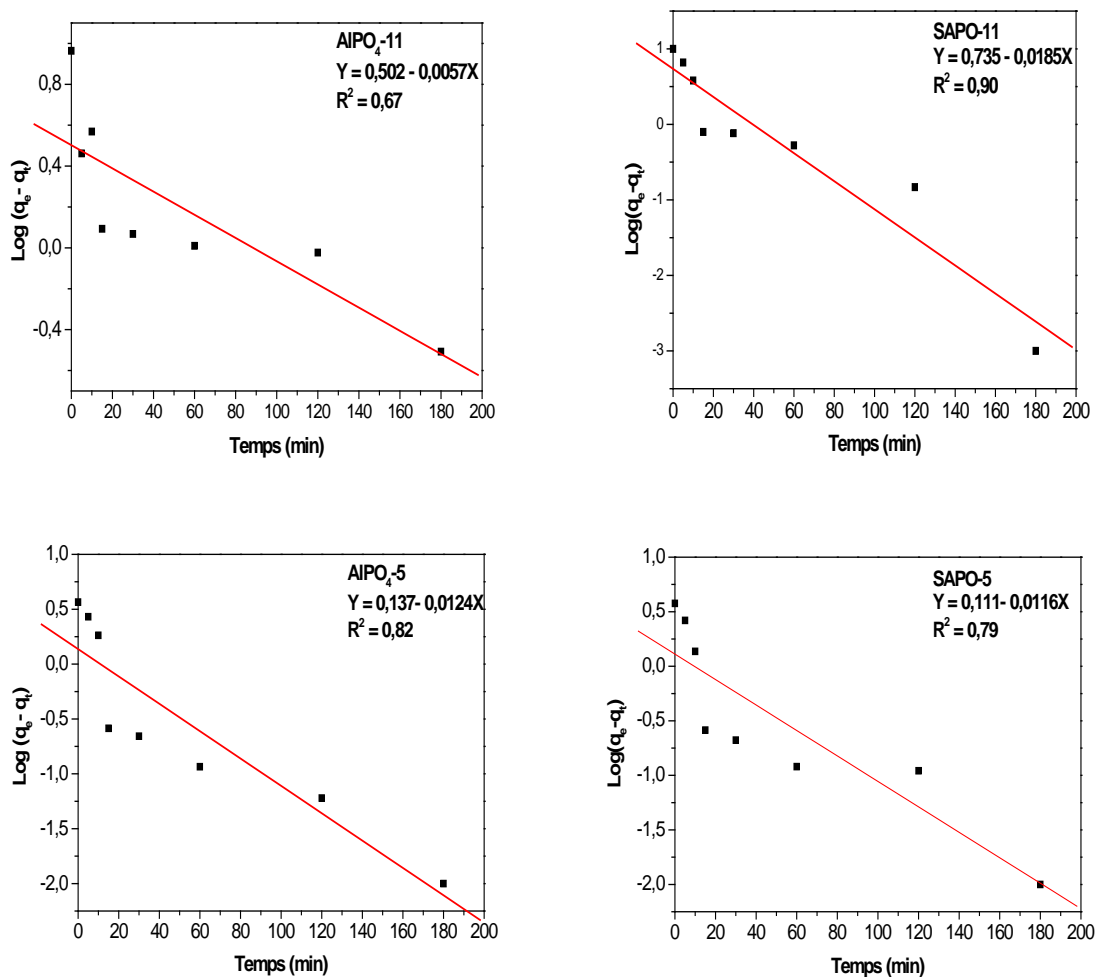 AlPO4-11
Y = 0,502 - 0,0057X
R2 = 0,67
0,8
0,4
0,0
-0,4
Log (qe- qt)
0 20 40 60 80 100 120 140 160 180 200
Temps (min)
SAPO-11
Y = 0,735 - 0,0185X
R2 = 0,90
1
0
-1
-2
-3
Log(qe-qt)
0 20 40 60 80 100 120 140 160 180 200
Temps (min)
AlPO4-5
Y = 0,137- 0,0124X
R2 = 0,82
1,0
0,5
0,0
-0,5
-1,0
-1,5
-2,0
Log (qe- qt)
0 20 40 60 80 100 120 140 160 180 200
Temps (min)
SAPO-5
Y = 0,111- 0,0116X
R2 = 0,79
1,0
0,5
0,0
-0,5
-1,0
-1,5
-2,0
Log(qe-qt)
0 20 40 60 80 100 120 140 160 180 200
Temps (min)